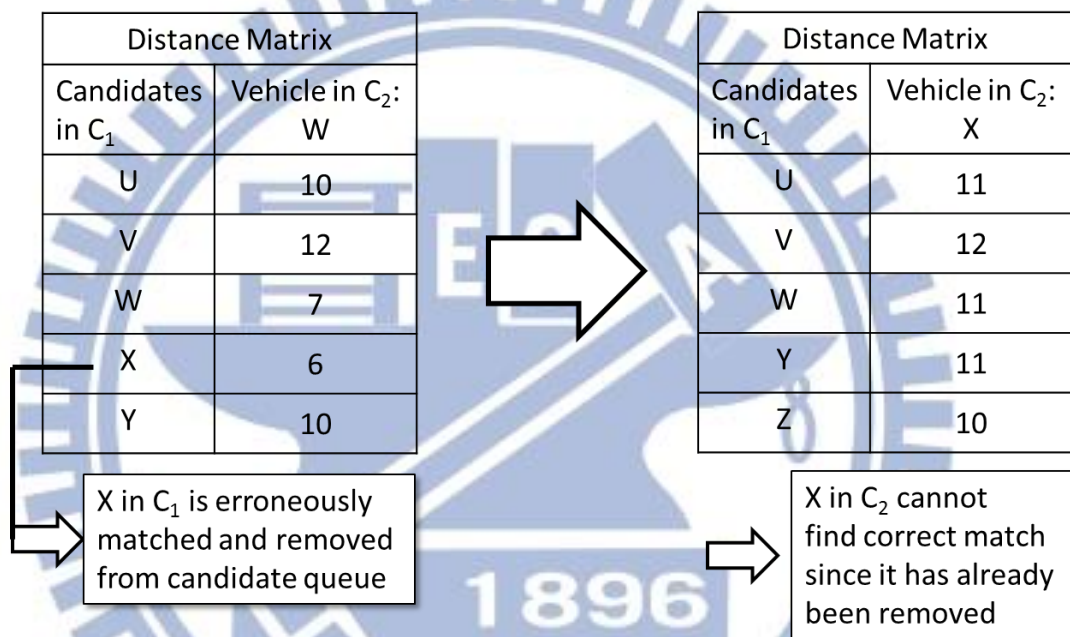 Distance Matrix
Candidates in C₁ | Vehicle in C₂: W
U | 10
V | 12
W | 7
X | 6
Y | 10
X in C₁ is erroneously
matched and removed
from candidate queue
Distance Matrix
Candidates in C₁ | Vehicle in C₂: X
U | 11
V | 12
W | 11
Y | 11
Z | 10
X in C₂ cannot
find correct match
since it has already
been removed
E
A
1896